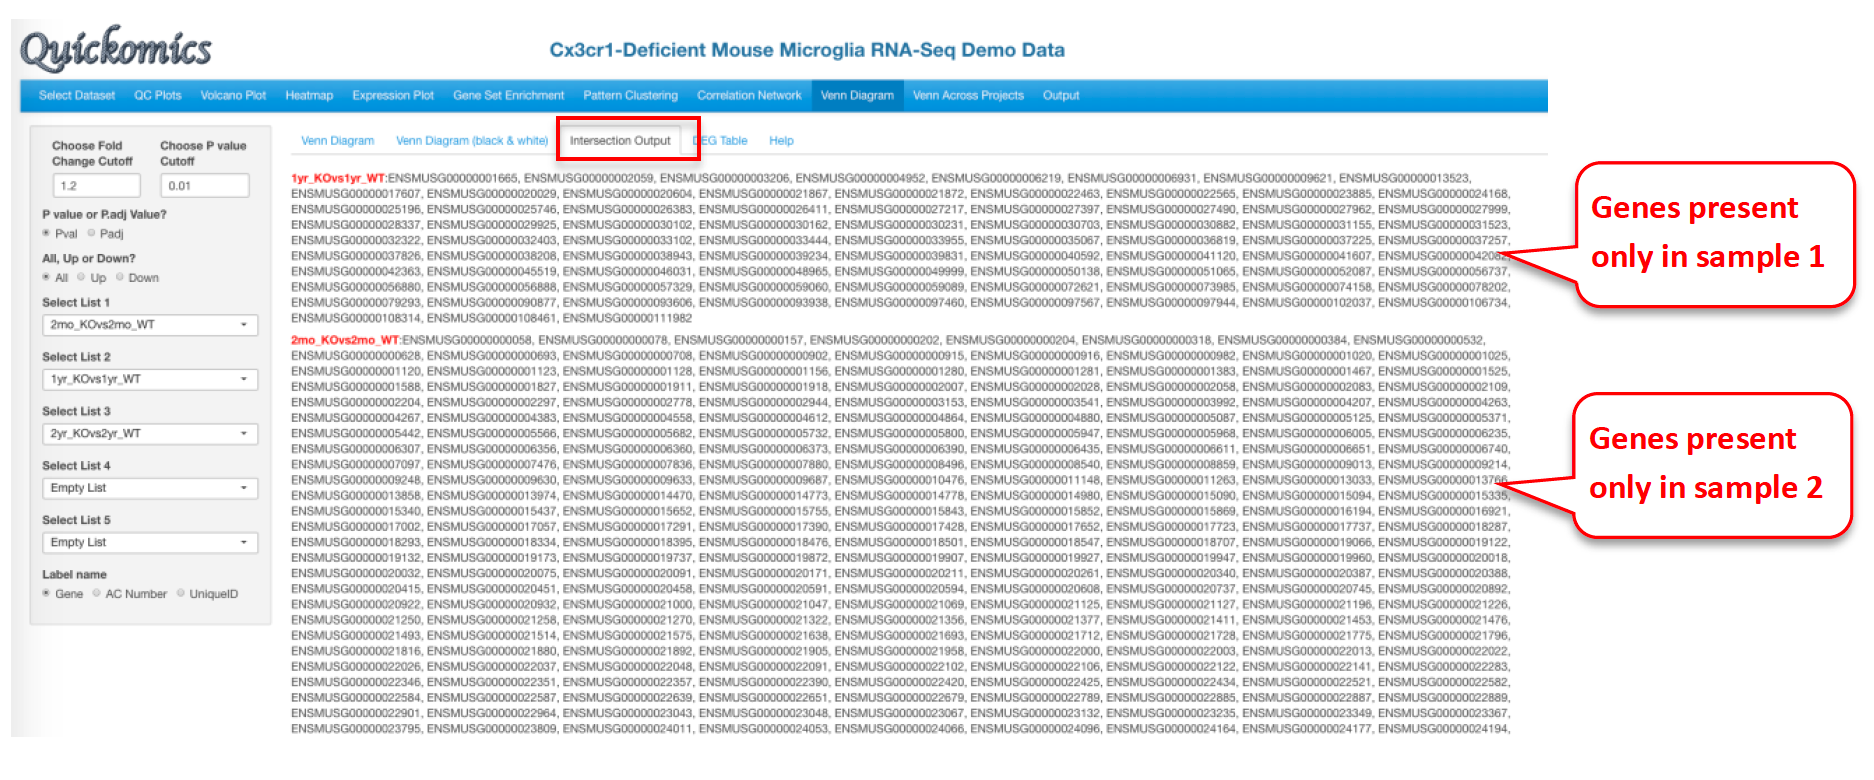 Quickomics
Cx3cr1-Deficient Mouse Microglia RNA-Seq Demo Data
Select Dataset QC Plots Volcano Plot Heatmap Expression Plot Gene Set Enrichment Pattern Clustering Correlation Network Venn Diagram Venn Across Projects Output
Choose Fold Change Cutoff
Choose P value Cutoff
1.2
0.01
P value or P.adj Value?
Pval Padj
All, Up or Down?
All Up Down
Select List 1
2mo_KOvs2mo_WT
Select List 2
1yr_KOvs1yr_WT
Select List 3
2yr_KOvs2yr_WT
Select List 4
Empty List
Select List 5
Empty List
Label name
Gene AC Number UniqueID
Venn Diagram Venn Diagram (black & white) Intersection Output DEG Table Help
1yr_KOvs1yr_WT:ENSMUSG00000001665, ENSMUSG00000002059, ENSMUSG00000003206, ENSMUSG00000004952, ENSMUSG00000006219, ENSMUSG00000006931, ENSMUSG00000009621, ENSMUSG00000013523,
ENSMUSG00000017607, ENSMUSG00000020029, ENSMUSG00000020604, ENSMUSG00000021867, ENSMUSG00000021872, ENSMUSG00000022463, ENSMUSG00000022565, ENSMUSG00000023885, ENSMUSG00000024168,
ENSMUSG00000025196, ENSMUSG00000025746, ENSMUSG00000026383, ENSMUSG00000026411, ENSMUSG00000027217, ENSMUSG00000027397, ENSMUSG00000027490, ENSMUSG00000027962, ENSMUSG00000027999,
ENSMUSG00000028337, ENSMUSG00000029925, ENSMUSG00000030102, ENSMUSG00000030162, ENSMUSG00000030231, ENSMUSG00000030703, ENSMUSG00000030882, ENSMUSG00000031155, ENSMUSG00000031523,
ENSMUSG00000032322, ENSMUSG00000032403, ENSMUSG00000033102, ENSMUSG00000033444, ENSMUSG00000033955, ENSMUSG00000035067, ENSMUSG00000036819, ENSMUSG00000037225, ENSMUSG00000037257,
ENSMUSG00000037826, ENSMUSG00000038208, ENSMUSG00000038943, ENSMUSG00000039234, ENSMUSG00000039831, ENSMUSG00000040592, ENSMUSG00000041120, ENSMUSG00000041607, ENSMUSG00000042082,
ENSMUSG00000042363, ENSMUSG00000045519, ENSMUSG00000046031, ENSMUSG00000048965, ENSMUSG00000049999, ENSMUSG00000050138, ENSMUSG00000051065, ENSMUSG00000052087, ENSMUSG00000056737,
ENSMUSG00000056880, ENSMUSG00000056888, ENSMUSG00000057329, ENSMUSG00000059060, ENSMUSG00000059089, ENSMUSG00000072621, ENSMUSG00000073985, ENSMUSG00000074158, ENSMUSG00000078202,
ENSMUSG00000079293, ENSMUSG00000090877, ENSMUSG00000093606, ENSMUSG00000093938, ENSMUSG00000097460, ENSMUSG00000097567, ENSMUSG00000097944, ENSMUSG00000102037, ENSMUSG00000106734,
ENSMUSG00000108314, ENSMUSG00000108461, ENSMUSG00000111982
2mo_KOvs2mo_WT:ENSMUSG00000000058, ENSMUSG00000000078, ENSMUSG00000000157, ENSMUSG00000000202, ENSMUSG00000000204, ENSMUSG00000000318, ENSMUSG00000000384, ENSMUSG00000000532,
ENSMUSG00000000628, ENSMUSG00000000693, ENSMUSG00000000708, ENSMUSG00000000902, ENSMUSG00000000915, ENSMUSG00000000916, ENSMUSG00000000982, ENSMUSG00000001020, ENSMUSG00000001025,
ENSMUSG00000001120, ENSMUSG00000001123, ENSMUSG00000001128, ENSMUSG00000001156, ENSMUSG00000001280, ENSMUSG00000001281, ENSMUSG00000001383, ENSMUSG00000001467, ENSMUSG00000001525,
ENSMUSG00000001588, ENSMUSG00000001827, ENSMUSG00000001911, ENSMUSG00000001918, ENSMUSG00000002007, ENSMUSG00000002028, ENSMUSG00000002058, ENSMUSG00000002083, ENSMUSG00000002109,
ENSMUSG00000002204, ENSMUSG00000002297, ENSMUSG00000002778, ENSMUSG00000002944, ENSMUSG00000003153, ENSMUSG00000003541, ENSMUSG00000003992, ENSMUSG00000004207, ENSMUSG00000004263,
ENSMUSG00000004267, ENSMUSG00000004383, ENSMUSG00000004558, ENSMUSG00000004612, ENSMUSG00000004864, ENSMUSG00000004880, ENSMUSG00000005087, ENSMUSG00000005125, ENSMUSG00000005371,
ENSMUSG00000005442, ENSMUSG00000005566, ENSMUSG00000005682, ENSMUSG00000005732, ENSMUSG00000005800, ENSMUSG00000005947, ENSMUSG00000005968, ENSMUSG00000006005, ENSMUSG00000006235,
ENSMUSG00000006307, ENSMUSG00000006356, ENSMUSG00000006360, ENSMUSG00000006373, ENSMUSG00000006390, ENSMUSG00000006435, ENSMUSG00000006611, ENSMUSG00000006651, ENSMUSG00000006740,
ENSMUSG00000007097, ENSMUSG00000007476, ENSMUSG00000007836, ENSMUSG00000007880, ENSMUSG00000008496, ENSMUSG00000008540, ENSMUSG00000008859, ENSMUSG00000009013, ENSMUSG00000009214,
ENSMUSG00000009248, ENSMUSG00000009630, ENSMUSG00000009633, ENSMUSG00000009687, ENSMUSG00000010476, ENSMUSG00000011148, ENSMUSG00000011263, ENSMUSG00000013033, ENSMUSG00000013766,
ENSMUSG00000013858, ENSMUSG00000013974, ENSMUSG00000014470, ENSMUSG00000014773, ENSMUSG00000014778, ENSMUSG00000014980, ENSMUSG00000015090, ENSMUSG00000015094, ENSMUSG00000015335,
ENSMUSG00000015340, ENSMUSG00000015437, ENSMUSG00000015652, ENSMUSG00000015755, ENSMUSG00000015843, ENSMUSG00000015852, ENSMUSG00000015869, ENSMUSG00000016194, ENSMUSG00000016921,
ENSMUSG00000017002, ENSMUSG00000017057, ENSMUSG00000017291, ENSMUSG00000017390, ENSMUSG00000017428, ENSMUSG00000017652, ENSMUSG00000017723, ENSMUSG00000017737, ENSMUSG00000018287,
ENSMUSG00000018293, ENSMUSG00000018334, ENSMUSG00000018395, ENSMUSG00000018476, ENSMUSG00000018501, ENSMUSG00000018547, ENSMUSG00000018707, ENSMUSG00000019066, ENSMUSG00000019122,
ENSMUSG00000019132, ENSMUSG00000019173, ENSMUSG00000019737, ENSMUSG00000019872, ENSMUSG00000019907, ENSMUSG00000019927, ENSMUSG00000019947, ENSMUSG00000019960, ENSMUSG00000020018,
ENSMUSG00000020032, ENSMUSG00000020075, ENSMUSG00000020091, ENSMUSG00000020171, ENSMUSG00000020211, ENSMUSG00000020261, ENSMUSG00000020340, ENSMUSG00000020387, ENSMUSG00000020388,
ENSMUSG00000020415, ENSMUSG00000020451, ENSMUSG00000020458, ENSMUSG00000020591, ENSMUSG00000020594, ENSMUSG00000020608, ENSMUSG00000020737, ENSMUSG00000020745, ENSMUSG00000020892,
ENSMUSG00000020922, ENSMUSG00000020932, ENSMUSG00000021000, ENSMUSG00000021047, ENSMUSG00000021069, ENSMUSG00000021125, ENSMUSG00000021127, ENSMUSG00000021196, ENSMUSG00000021226,
ENSMUSG00000021250, ENSMUSG00000021258, ENSMUSG00000021270, ENSMUSG00000021322, ENSMUSG00000021356, ENSMUSG00000021377, ENSMUSG00000021411, ENSMUSG00000021453, ENSMUSG00000021476,
ENSMUSG00000021493, ENSMUSG00000021514, ENSMUSG00000021575, ENSMUSG00000021638, ENSMUSG00000021693, ENSMUSG00000021712, ENSMUSG00000021728, ENSMUSG00000021775, ENSMUSG00000021796,
ENSMUSG00000021816, ENSMUSG00000021880, ENSMUSG00000021892, ENSMUSG00000021905, ENSMUSG00000021958, ENSMUSG00000022000, ENSMUSG00000022003, ENSMUSG00000022013, ENSMUSG00000022022,
ENSMUSG00000022026, ENSMUSG00000022037, ENSMUSG00000022048, ENSMUSG00000022091, ENSMUSG00000022102, ENSMUSG00000022106, ENSMUSG00000022122, ENSMUSG00000022141, ENSMUSG00000022283,
ENSMUSG00000022346, ENSMUSG00000022351, ENSMUSG00000022357, ENSMUSG00000022390, ENSMUSG00000022420, ENSMUSG00000022425, ENSMUSG00000022434, ENSMUSG00000022521, ENSMUSG00000022582,
ENSMUSG00000022584, ENSMUSG00000022587, ENSMUSG00000022639, ENSMUSG00000022651, ENSMUSG00000022679, ENSMUSG00000022789, ENSMUSG00000022885, ENSMUSG00000022887, ENSMUSG00000022889,
ENSMUSG00000022901, ENSMUSG00000022964, ENSMUSG00000023043, ENSMUSG00000023048, ENSMUSG00000023067, ENSMUSG00000023132, ENSMUSG00000023235, ENSMUSG00000023349, ENSMUSG00000023367,
ENSMUSG00000023795, ENSMUSG00000023809, ENSMUSG00000024011, ENSMUSG00000024053, ENSMUSG00000024066, ENSMUSG00000024096, ENSMUSG00000024164, ENSMUSG00000024177, ENSMUSG00000024194,
Genes present
only in sample 1
Genes present
only in sample 2